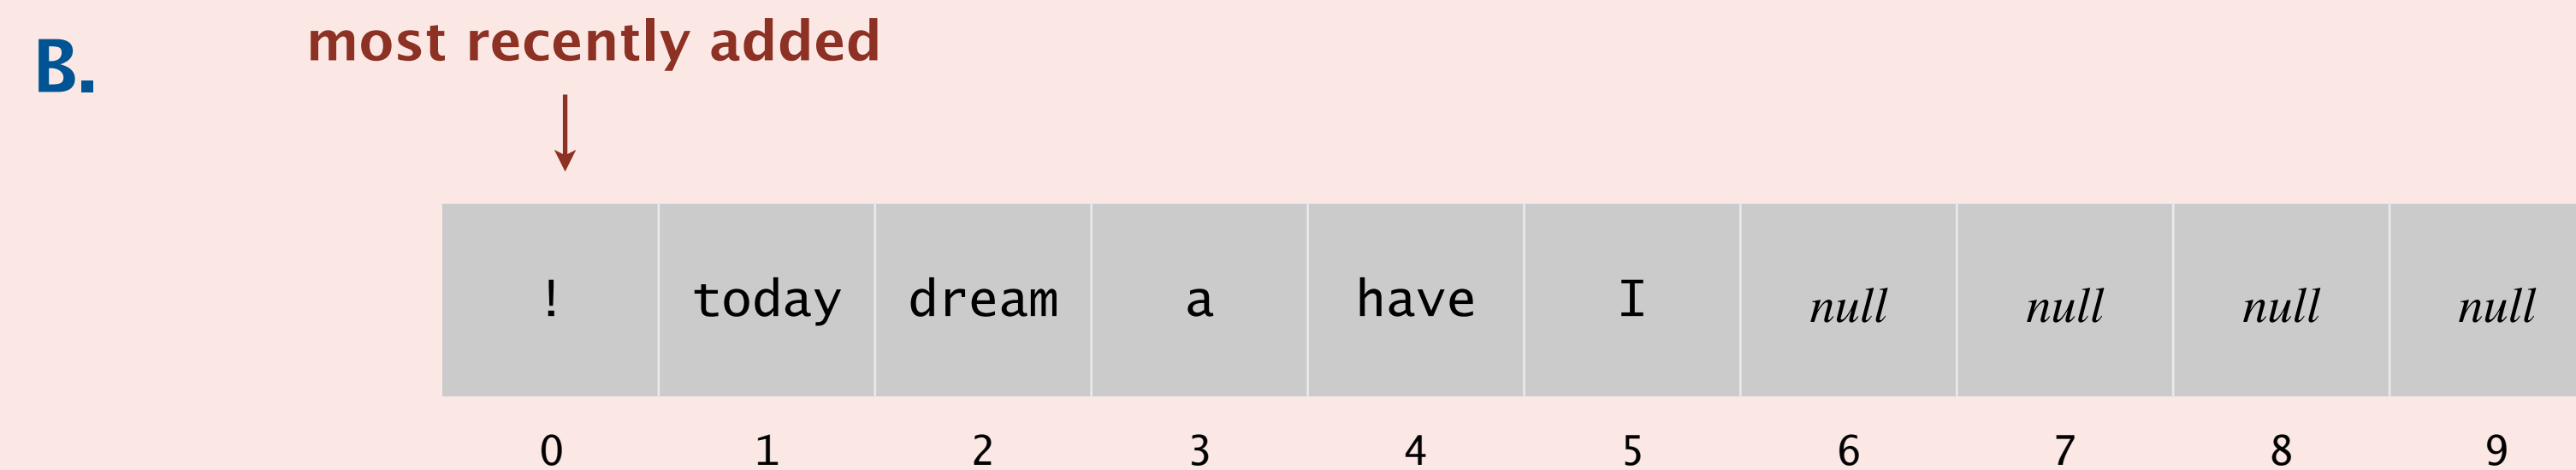 B.
most recently added
! today dream a have I null null null null
0 1 2 3 4 5 6 7 8 9